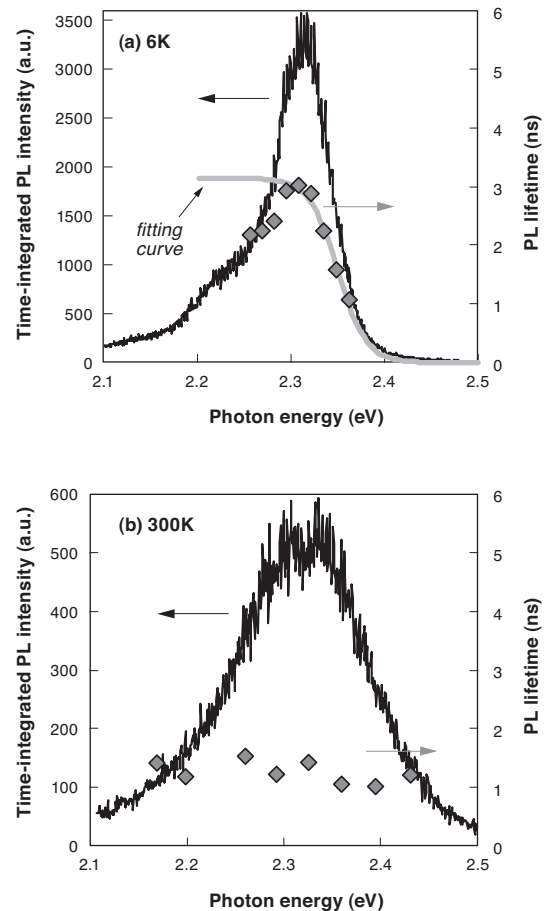 (a) 6K
Time-integrated PL intensity (a.u.)
3500
3000
2500
2000
1500
1000
500
0
6
5
4
3
2
1
0
PL lifetime (ns)
fitting
curve
2.1 2.2 2.3 2.4 2.5
Photon energy (eV)
(b) 300K
Time-integrated PL intensity (a.u.)
600
500
400
300
200
100
0
6
5
4
3
2
1
0
PL lifetime (ns)
2.1 2.2 2.3 2.4 2.5
Photon energy (eV)